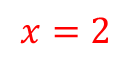 x = 2